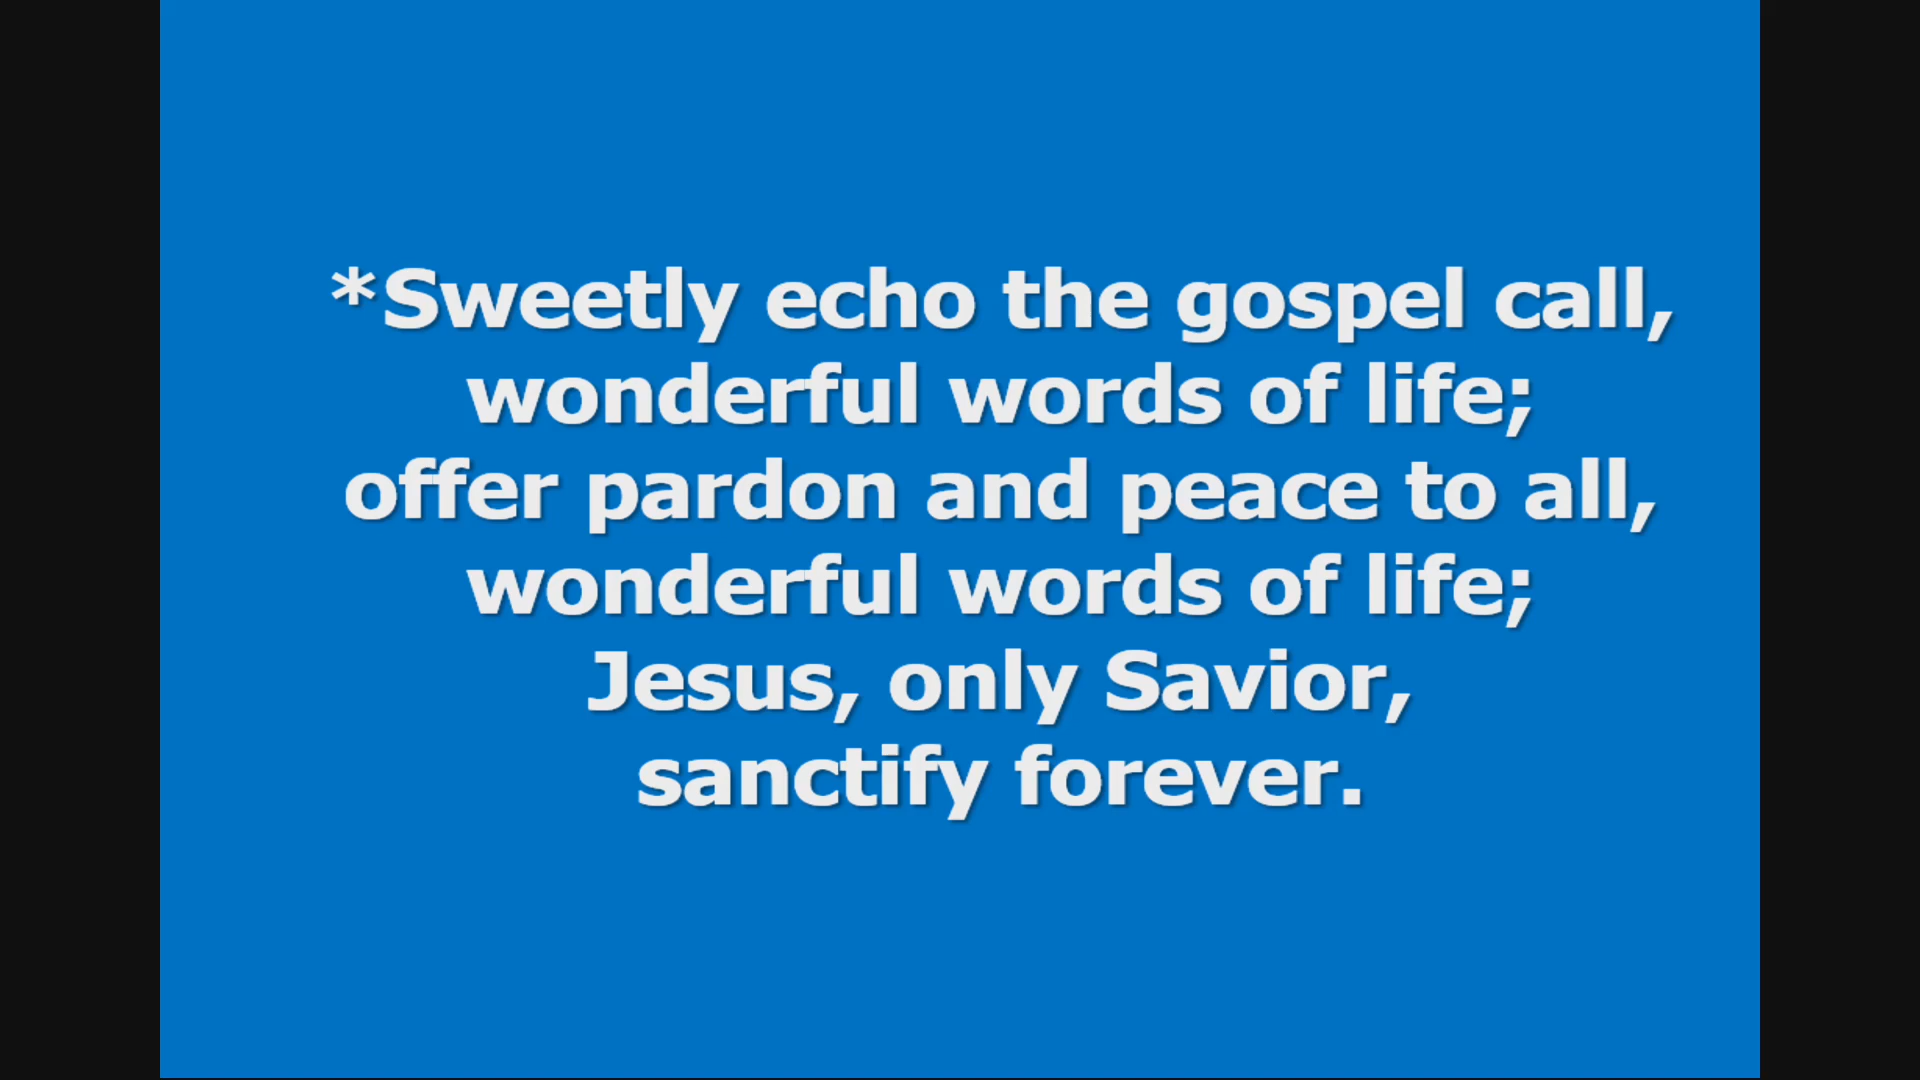 *Sweetly echo the gospel call,
wonderful words of life;
offer pardon and peace to all,
wonderful words of life;
Jesus, only Savior,
sanctify forever.